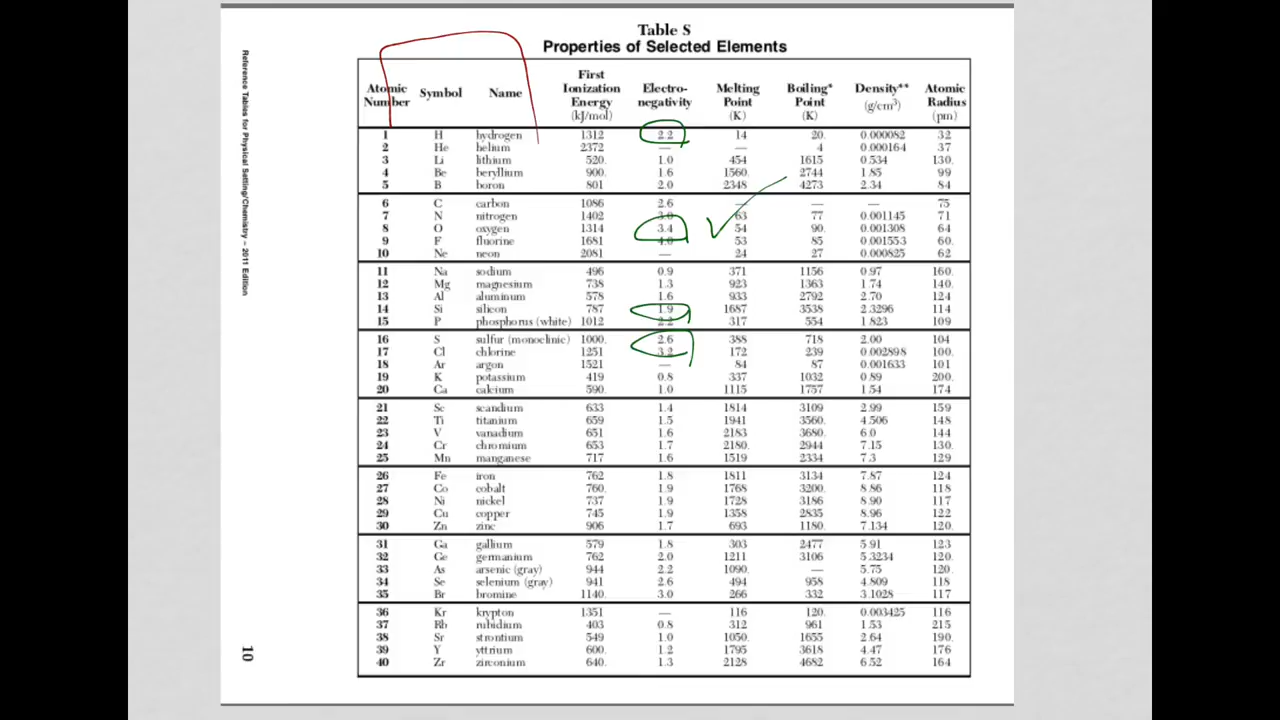 Table S
Properties of Selected Elements
Reference Tables for Physical Setting/Chemistry – 2011 Edition
10
Atomic Number Symbol Name First Ionization Energy (kJ/mol) Electro-negativity Melting Point (K) Boiling* Point (K) Density** (g/cm³) Atomic Radius (pm)
1 H hydrogen 1312 2.2 14 20. 0.000082 32
2 He helium 2372 — — 4 0.000164 37
3 Li lithium 520. 1.0 454 1615 0.534 130.
4 Be beryllium 900. 1.6 1560. 2744 1.85 99
5 B boron 801 2.0 2348 4273 2.34 84
6 C carbon 1086 2.6 — — — 75
7 N nitrogen 1402 3.0 63 77 0.001145 71
8 O oxygen 1314 3.4 54 90. 0.001308 64
9 F fluorine 1681 4.0 53 85 0.001553 60.
10 Ne neon 2081 — 24 27 0.000825 62
11 Na sodium 496 0.9 371 1156 0.97 160.
12 Mg magnesium 738 1.3 923 1363 1.74 140.
13 Al aluminum 578 1.6 933 2792 2.70 124
14 Si silicon 787 1.9 1687 3538 2.3296 114
15 P phosphorus (white) 1012 2.2 317 554 1.823 109
16 S sulfur (monoclinic) 1000. 2.6 388 718 2.00 104
17 Cl chlorine 1251 3.2 172 239 0.002898 100.
18 Ar argon 1521 — 84 87 0.001633 101
19 K potassium 419 0.8 337 1032 0.89 200.
20 Ca calcium 590. 1.0 1115 1757 1.54 174
21 Sc scandium 633 1.4 1814 3109 2.99 159
22 Ti titanium 659 1.5 1941 3560. 4.506 148
23 V vanadium 651 1.6 2183 3680. 6.0 144
24 Cr chromium 653 1.7 2180. 2944 7.15 130.
25 Mn manganese 717 1.6 1519 2334 7.3 129
26 Fe iron 762 1.8 1811 3134 7.87 124
27 Co cobalt 760. 1.9 1768 3200. 8.86 118
28 Ni nickel 737 1.9 1728 3186 8.90 117
29 Cu copper 745 1.9 1358 2835 8.96 122
30 Zn zinc 906 1.7 693 1180. 7.134 120.
31 Ga gallium 579 1.8 303 2477 5.91 123
32 Ge germanium 762 2.0 1211 3106 5.3234 120.
33 As arsenic (gray) 944 2.2 1090. — 5.75 120.
34 Se selenium (gray) 941 2.6 494 958 4.809 118
35 Br bromine 1140. 3.0 266 332 3.1028 117
36 Kr krypton 1351 — 116 120. 0.003425 116
37 Rb rubidium 403 0.8 312 961 1.53 215
38 Sr strontium 549 1.0 1050. 1655 2.64 190.
39 Y yttrium 600. 1.2 1795 3618 4.47 176
40 Zr zirconium 640. 1.3 2128 4682 6.52 164